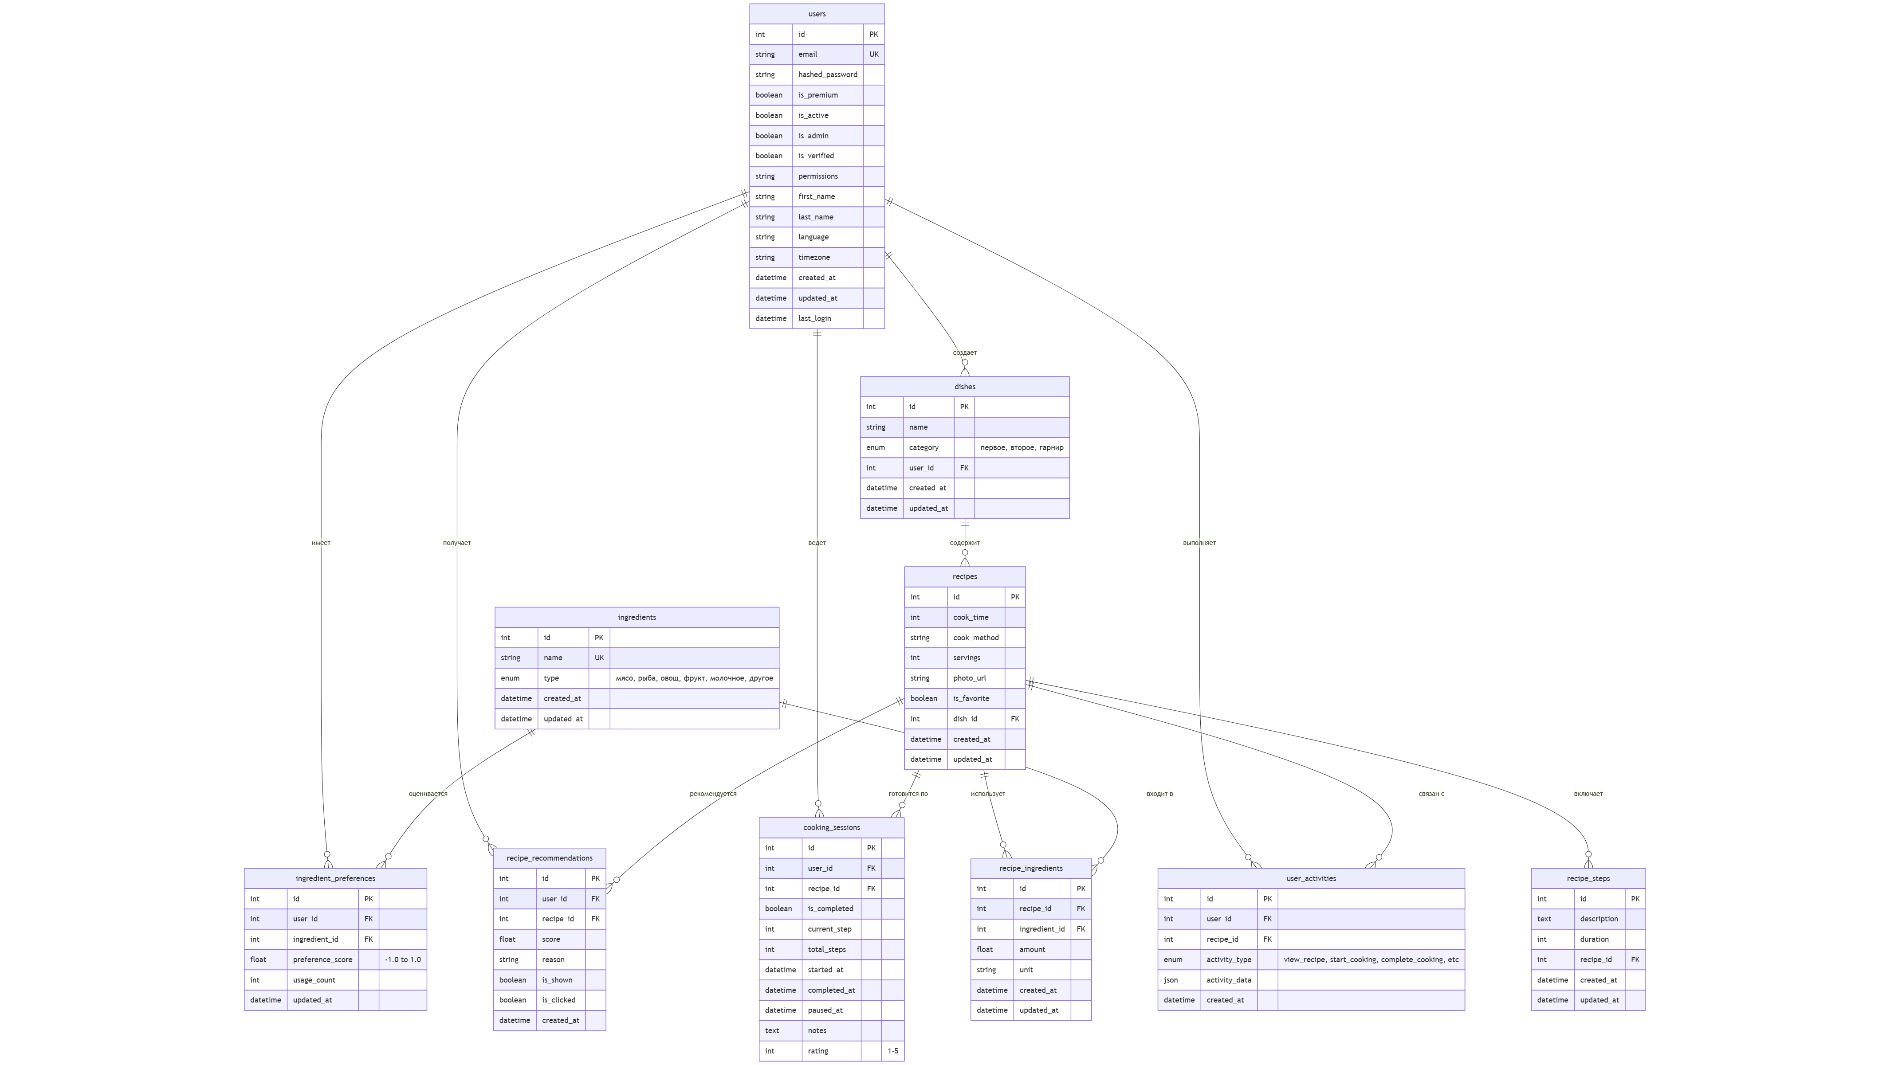 users
int id PK
string email UK
string hashed_password
boolean is_premium
boolean is_active
boolean is_admin
boolean is_verified
string permissions
string first_name
string last_name
string language
string timezone
datetime created_at
datetime updated_at
datetime last_login
создает
dishes
int id PK
string name
enum category первое, второе, гарнир
int user_id FK
datetime created_at
datetime updated_at
имеет
получает
ведет
содержит
выполняет
recipes
int id PK
int cook_time
string cook_method
int servings
string photo_url
boolean is_favorite
int dish_id FK
datetime created_at
datetime updated_at
ingredients
int id PK
string name UK
enum type мясо, рыба, овощ, фрукт, молочное, другое
datetime created_at
datetime updated_at
оценивается
рекомендуется
готовится по
использует
входит в
связан с
включает
ingredient_preferences
int id PK
int user_id FK
int ingredient_id FK
float preference_score -1.0 to 1.0
int usage_count
datetime updated_at
recipe_recommendations
int id PK
int user_id FK
int recipe_id FK
float score
string reason
boolean is_shown
boolean is_clicked
datetime created_at
cooking_sessions
int id PK
int user_id FK
int recipe_id FK
boolean is_completed
int current_step
int total_steps
datetime started_at
datetime completed_at
datetime paused_at
text notes
int rating 1-5
recipe_ingredients
int id PK
int recipe_id FK
int ingredient_id FK
float amount
string unit
datetime created_at
datetime updated_at
user_activities
int id PK
int user_id FK
int recipe_id FK
enum activity_type view_recipe, start_cooking, complete_cooking, etc
json activity_data
datetime created_at
recipe_steps
int id PK
text description
int duration
int recipe_id FK
datetime created_at
datetime updated_at